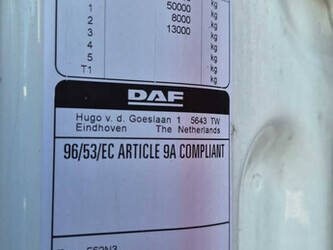 1 50000 kg
2 8000 kg
3 13000 kg
4 kg
5 kg
T1 kg
DAF
Hugo v. d. Goeslaan 1 5643 TW
Eindhoven The Netherlands
96/53/EC ARTICLE 9A COMPLIANT